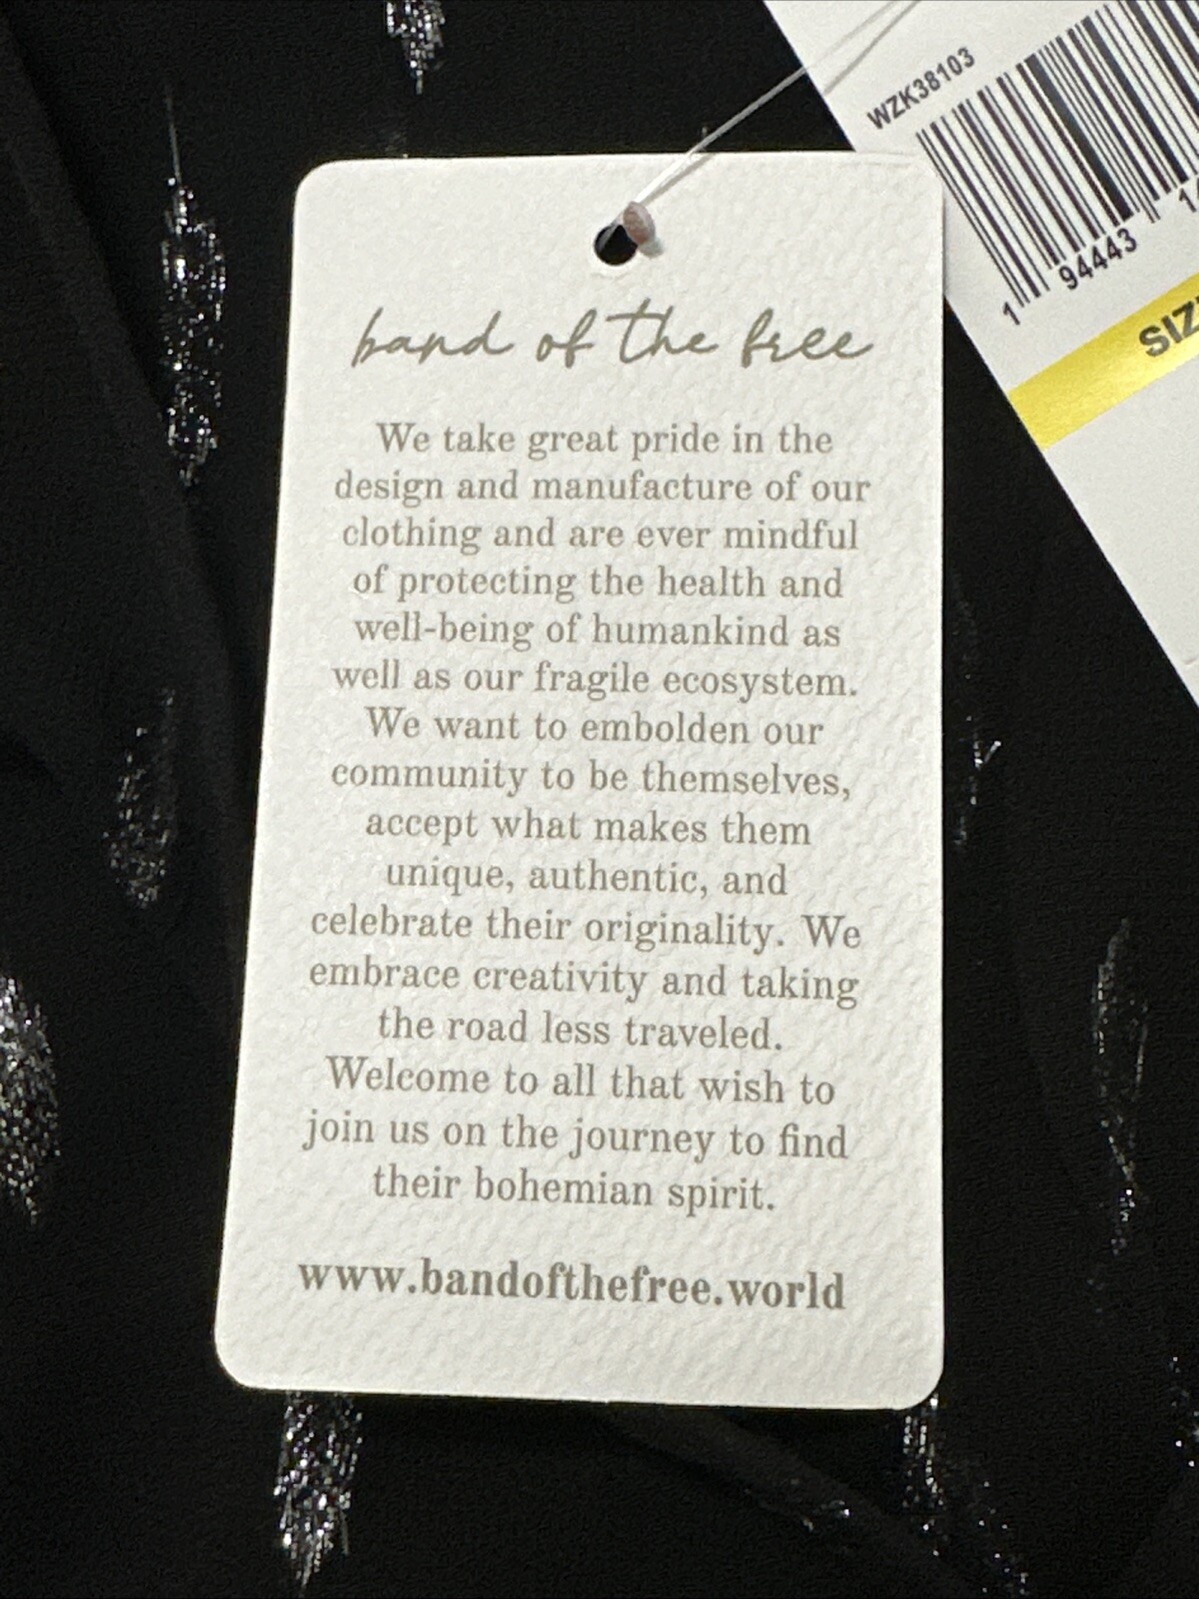 WZK38103
1 94443 1
SIZ
band of the free
We take great pride in the
design and manufacture of our
clothing and are ever mindful
of protecting the health and
well-being of humankind as
well as our fragile ecosystem.
We want to embolden our
community to be themselves,
accept what makes them
unique, authentic, and
celebrate their originality. We
embrace creativity and taking
the road less traveled.
Welcome to all that wish to
join us on the journey to find
their bohemian spirit.
www.bandofthefree.world